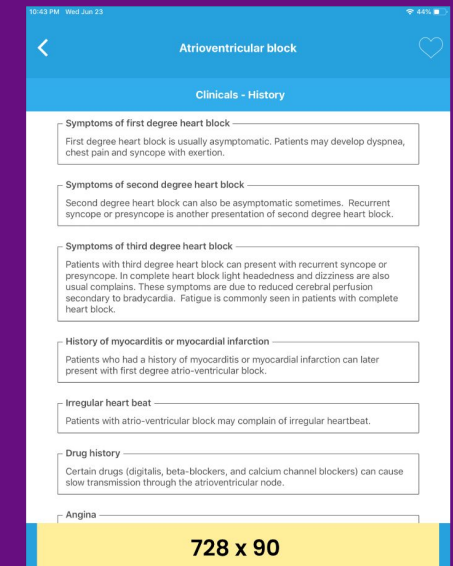 10:43 PM Wed Jun 23
44%
Atrioventricular block
Clinicals - History
Symptoms of first degree heart block
First degree heart block is usually asymptomatic. Patients may develop dyspnea,
chest pain and syncope with exertion.
Symptoms of second degree heart block
Second degree heart block can also be asymptomatic sometimes. Recurrent
syncope or presyncope is another presentation of second degree heart block.
Symptoms of third degree heart block
Patients with third degree heart block can present with recurrent syncope or
presyncope. In complete heart block light headedness and dizziness are also
usual complains. These symptoms are due to reduced cerebral perfusion
secondary to bradycardia. Fatigue is commonly seen in patients with complete
heart block.
History of myocarditis or myocardial infarction
Patients who had a history of myocarditis or myocardial infarction can later
present with first degree atrio-ventricular block.
Irregular heart beat
Patients with atrio-ventricular block may complain of irregular heartbeat.
Drug history
Certain drugs (digitalis, beta-blockers, and calcium channel blockers) can cause
slow transmission through the atrioventricular node.
Angina
728 x 90